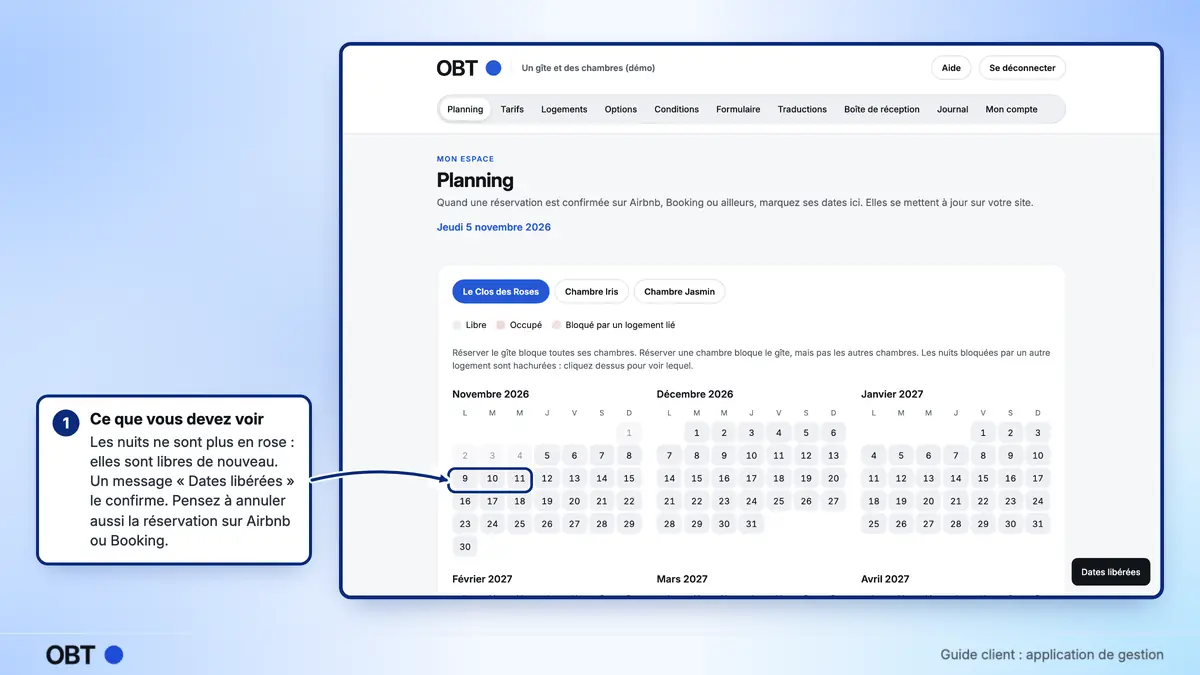 OBT
Un gîte et des chambres (démo)
Aide
Se déconnecter
Planning
Tarifs
Logements
Options
Conditions
Formulaire
Traductions
Boîte de réception
Journal
Mon compte
MON ESPACE
Planning
Quand une réservation est confirmée sur Airbnb, Booking ou ailleurs, marquez ses dates ici. Elles se mettent à jour sur votre site.
Jeudi 5 novembre 2026
Le Clos des Roses
Chambre Iris
Chambre Jasmin
Libre
Occupé
Bloqué par un logement lié
Réserver le gîte bloque toutes ses chambres. Réserver une chambre bloque le gîte, mais pas les autres chambres. Les nuits bloquées par un autre
logement sont hachurées : cliquez dessus pour voir lequel.
Novembre 2026
L M M J V S D
1
2 3 4 5 6 7 8
9 10 11 12 13 14 15
16 17 18 19 20 21 22
23 24 25 26 27 28 29
30
Décembre 2026
L M M J V S D
1 2 3 4 5 6
7 8 9 10 11 12 13
14 15 16 17 18 19 20
21 22 23 24 25 26 27
28 29 30 31
Janvier 2027
L M M J V S D
1 2 3
4 5 6 7 8 9 10
11 12 13 14 15 16 17
18 19 20 21 22 23 24
25 26 27 28 29 30 31
Février 2027
Mars 2027
Avril 2027
Dates libérées
1
Ce que vous devez voir
Les nuits ne sont plus en rose :
elles sont libres de nouveau.
Un message « Dates libérées »
le confirme. Pensez à annuler
aussi la réservation sur Airbnb
ou Booking.
OBT
Guide client : application de gestion